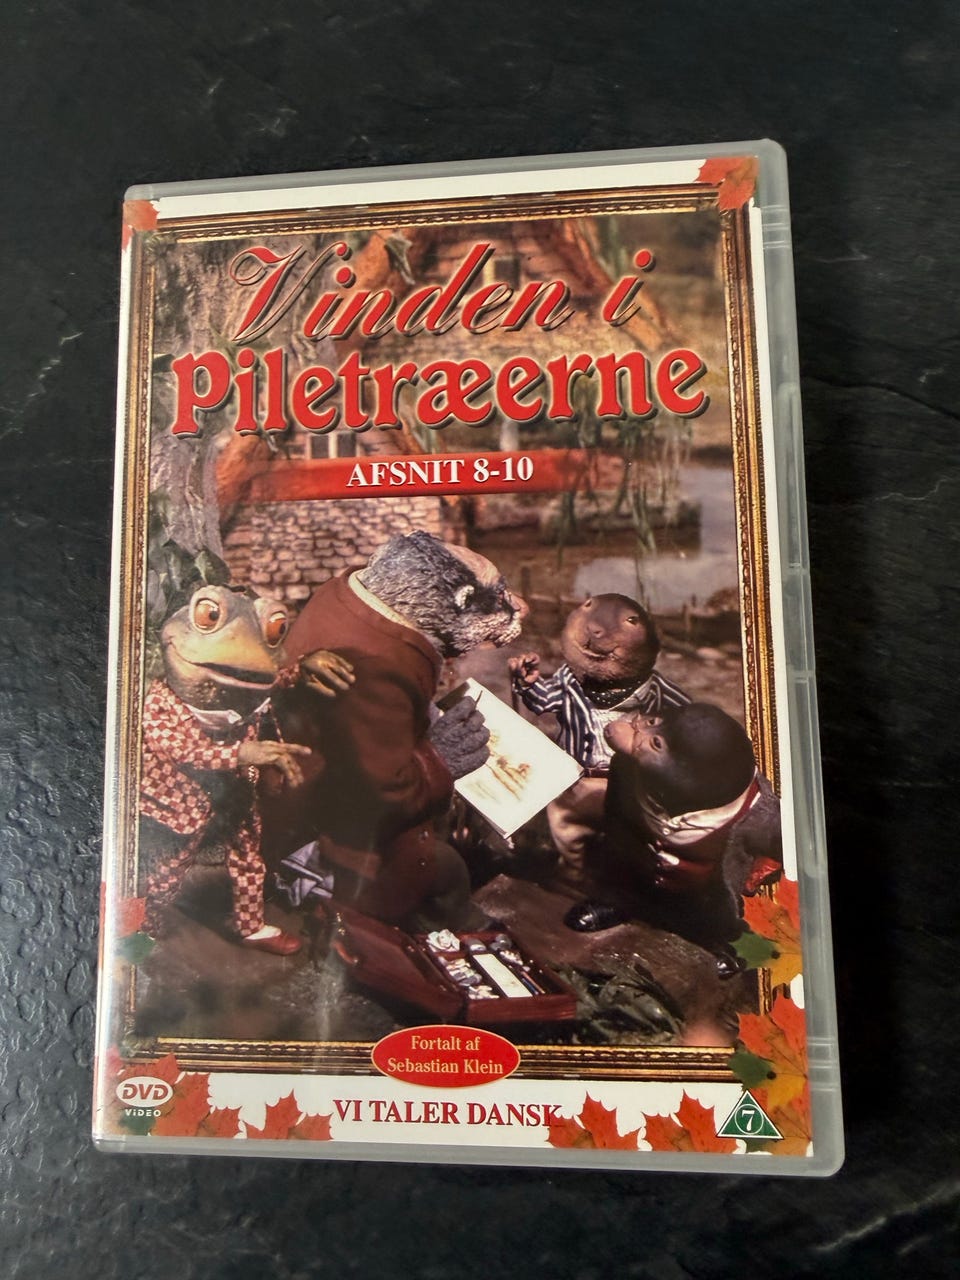 Vinden i
Piletræerne
AFSNIT 8-10
Fortalt af
Sebastian Klein
DVD
VIDEO
VI TALER DANSK
7